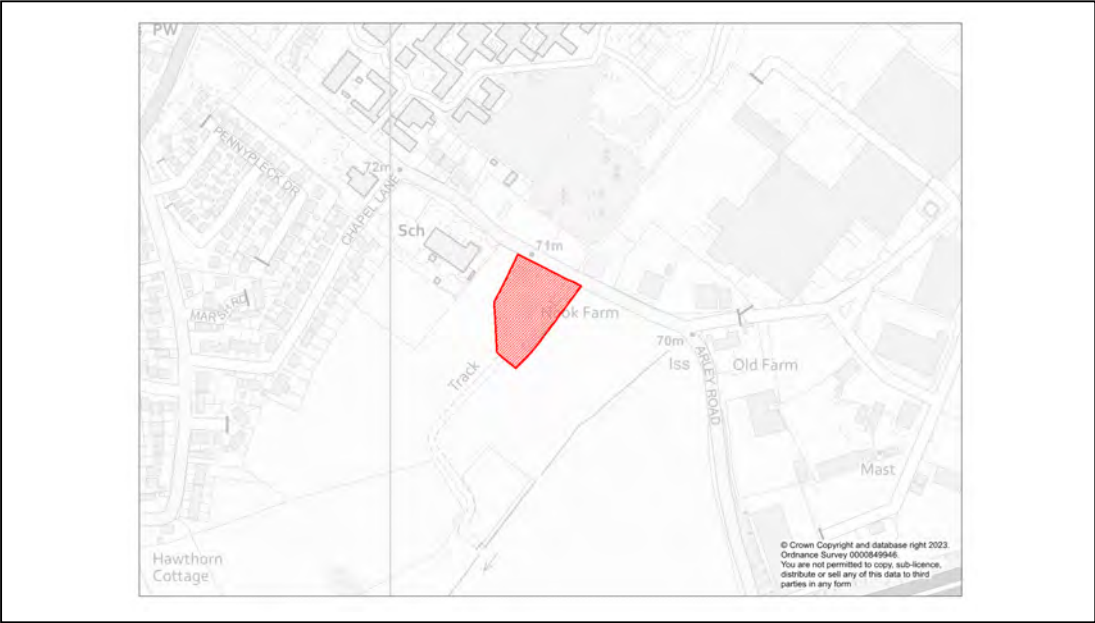 PW
PENNYPLECK DR
72m
CHAPEL LANE
Sch
71m
MARSH RD
Nook Farm
70m
Iss
Old Farm
ARLEY ROAD
Track
Mast
Hawthorn
Cottage
© Crown Copyright and database right 2023.
Ordnance Survey 0000849946.
You are not permitted to copy, sub-licence,
distribute or sell any of this data to third
parties in any form